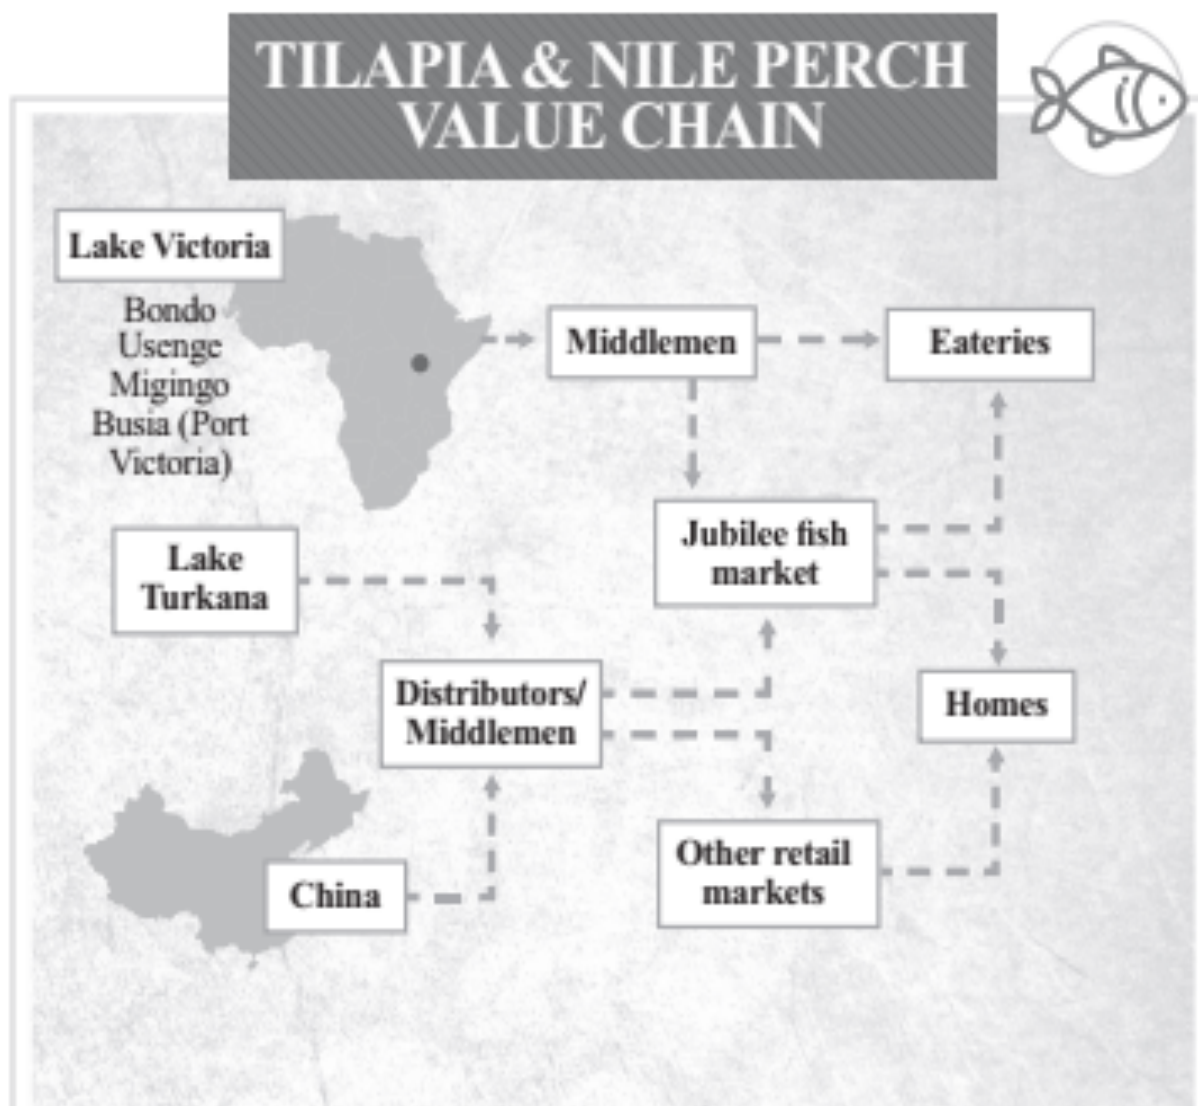 TILAPIA & NILE PERCH
VALUE CHAIN
Lake Victoria
Bondo
Usenge
Migingo
Busia (Port
Victoria)
Middlemen
Eateries
Jubilee fish
market
Lake
Turkana
Distributors/
Middlemen
Homes
China
Other retail
markets